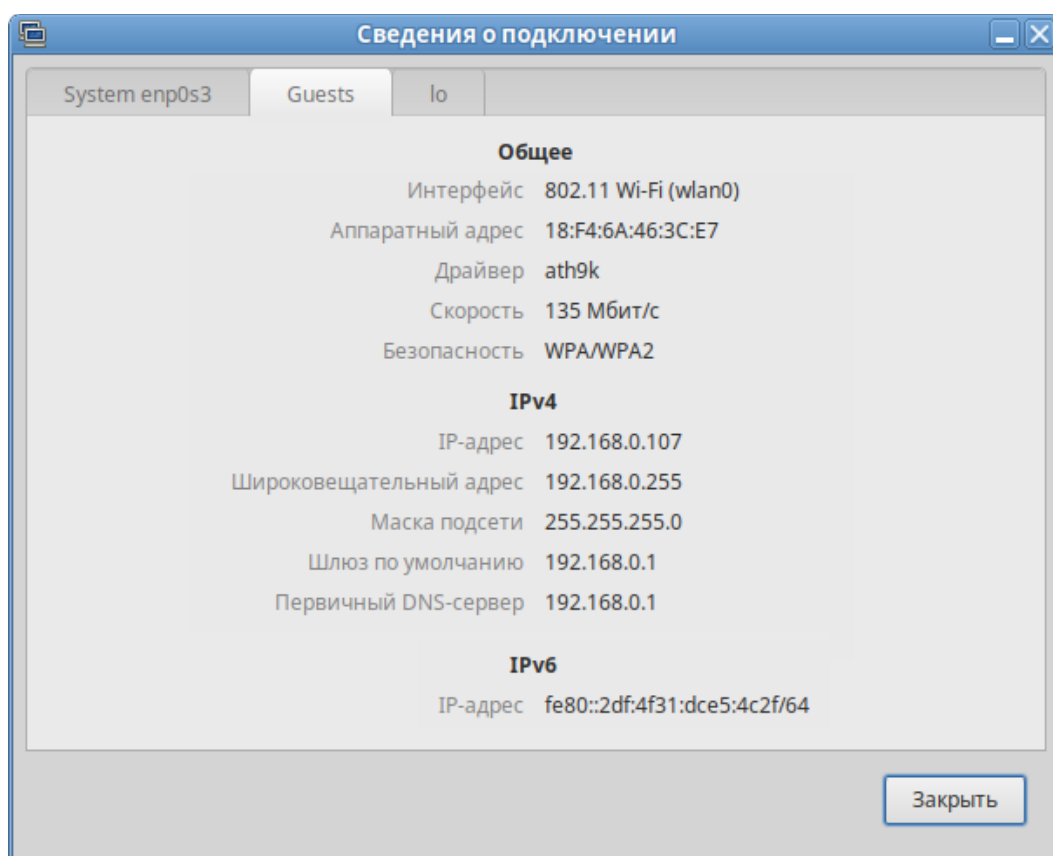 Сведения о подключении
System enp0s3 Guests lo
Общее
Интерфейс 802.11 Wi-Fi (wlan0)
Аппаратный адрес 18:F4:6A:46:3C:E7
Драйвер ath9k
Скорость 135 Мбит/с
Безопасность WPA/WPA2
IPv4
IP-адрес 192.168.0.107
Широковещательный адрес 192.168.0.255
Маска подсети 255.255.255.0
Шлюз по умолчанию 192.168.0.1
Первичный DNS-сервер 192.168.0.1
IPv6
IP-адрес fe80::2df:4f31:dce5:4c2f/64
Закрыть